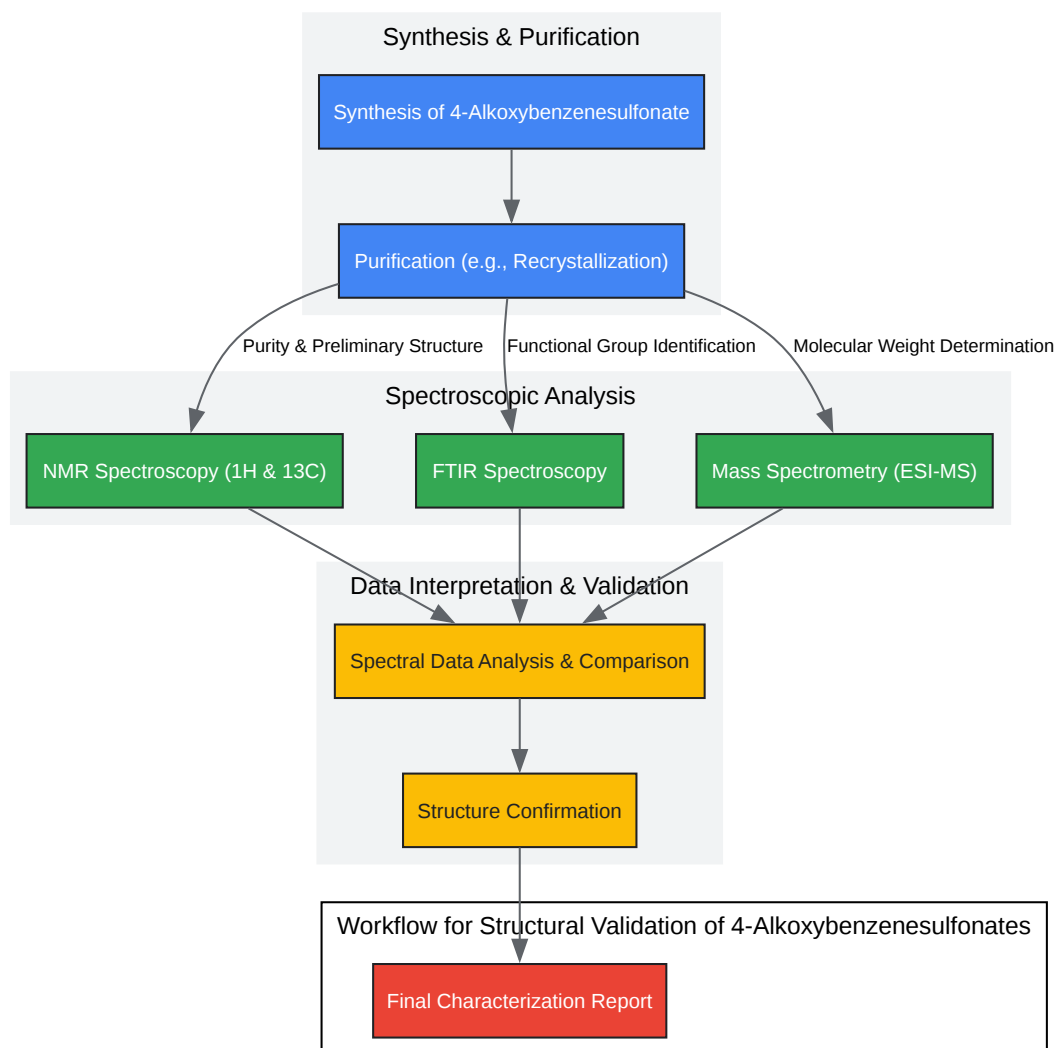 Synthesis & Purification
Synthesis of 4-Alkoxybenzenesulfonate
Purification (e.g., Recrystallization)
Purity & Preliminary Structure
Functional Group Identification
Molecular Weight Determination
Spectroscopic Analysis
NMR Spectroscopy (1H & 13C)
FTIR Spectroscopy
Mass Spectrometry (ESI-MS)
Data Interpretation & Validation
Spectral Data Analysis & Comparison
Structure Confirmation
Workflow for Structural Validation of 4-Alkoxybenzenesulfonates
Final Characterization Report